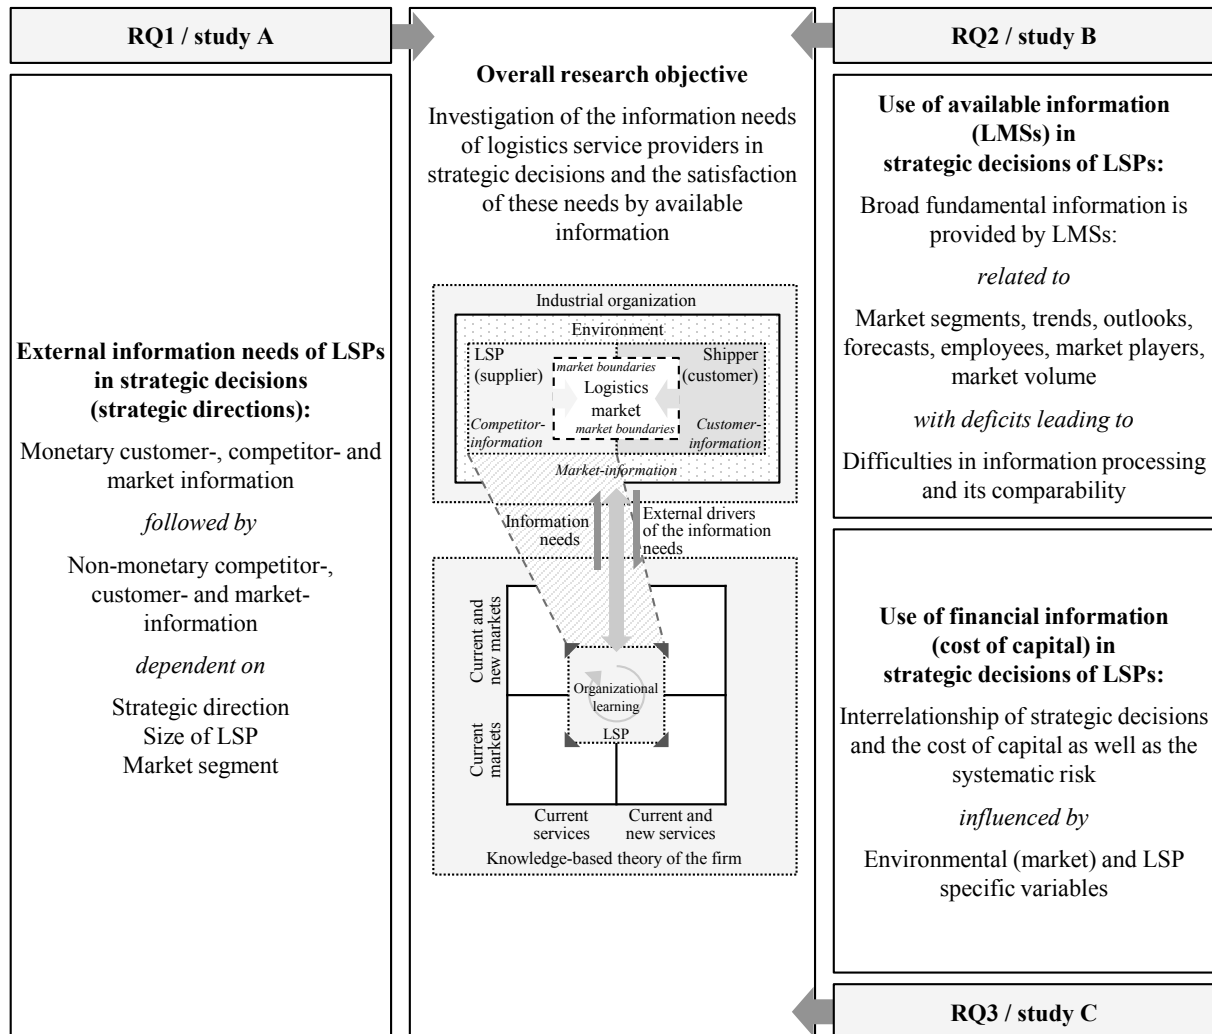 RQ1 / study A
External information needs of LSPs
in strategic decisions
(strategic directions):
Monetary customer-, competitor- and
market information
followed by
Non-monetary competitor-,
customer- and market-
information
dependent on
Strategic direction
Size of LSP
Market segment
Overall research objective
Investigation of the information needs
of logistics service providers in
strategic decisions and the satisfaction
of these needs by available
information
Industrial organization
Environment
LSP
(supplier)
Shipper
(customer)
market boundaries
Logistics
market
market boundaries
Competitor-
information
Customer-
information
Market-information
Information
needs
External drivers
of the information
needs
Current and
new markets
Current
markets
Organizational
learning
LSP
Current
services
Current and
new services
Knowledge-based theory of the firm
RQ2 / study B
Use of available information
(LMSs) in
strategic decisions of LSPs:
Broad fundamental information is
provided by LMSs:
related to
Market segments, trends, outlooks,
forecasts, employees, market players,
market volume
with deficits leading to
Difficulties in information processing
and its comparability
Use of financial information
(cost of capital) in
strategic decisions of LSPs:
Interrelationship of strategic decisions
and the cost of capital as well as the
systematic risk
influenced by
Environmental (market) and LSP
specific variables
RQ3 / study C